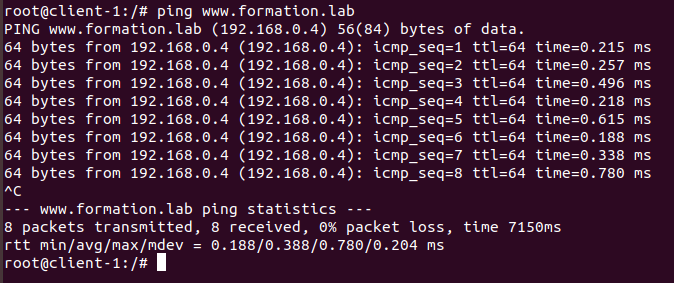 root@client-1:/# ping www.formation.lab
PING www.formation.lab (192.168.0.4) 56(84) bytes of data.
64 bytes from 192.168.0.4 (192.168.0.4): icmp_seq=1 ttl=64 time=0.215 ms
64 bytes from 192.168.0.4 (192.168.0.4): icmp_seq=2 ttl=64 time=0.257 ms
64 bytes from 192.168.0.4 (192.168.0.4): icmp_seq=3 ttl=64 time=0.496 ms
64 bytes from 192.168.0.4 (192.168.0.4): icmp_seq=4 ttl=64 time=0.218 ms
64 bytes from 192.168.0.4 (192.168.0.4): icmp_seq=5 ttl=64 time=0.615 ms
64 bytes from 192.168.0.4 (192.168.0.4): icmp_seq=6 ttl=64 time=0.188 ms
64 bytes from 192.168.0.4 (192.168.0.4): icmp_seq=7 ttl=64 time=0.338 ms
64 bytes from 192.168.0.4 (192.168.0.4): icmp_seq=8 ttl=64 time=0.780 ms
^C
--- www.formation.lab ping statistics ---
8 packets transmitted, 8 received, 0% packet loss, time 7150ms
rtt min/avg/max/mdev = 0.188/0.388/0.780/0.204 ms
root@client-1:/#